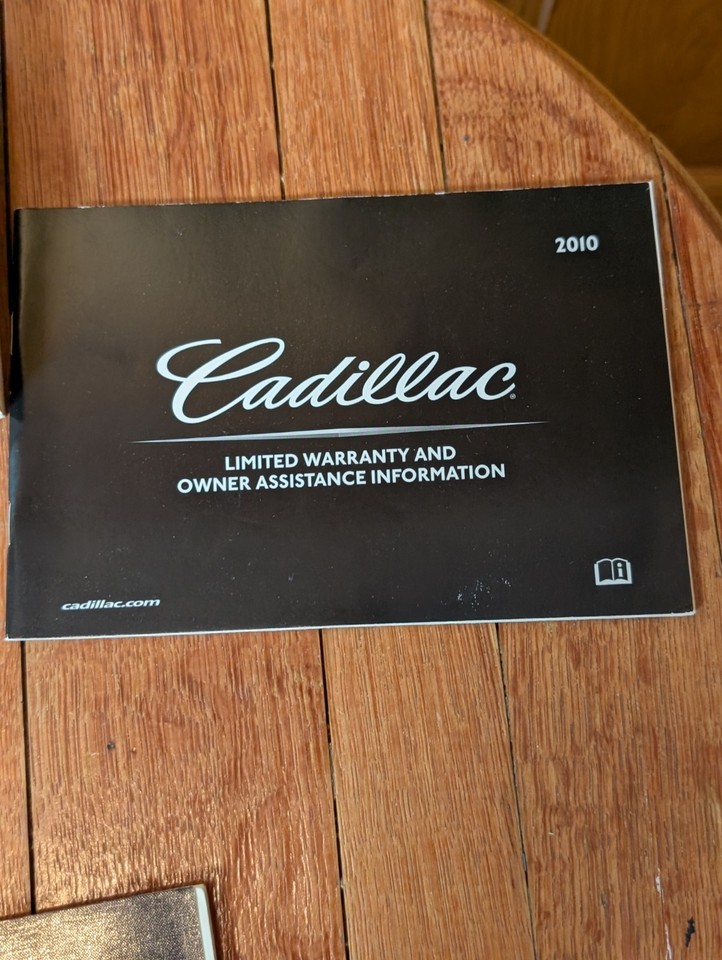 2010
Cadillac®
LIMITED WARRANTY AND
OWNER ASSISTANCE INFORMATION
i
cadillac.com